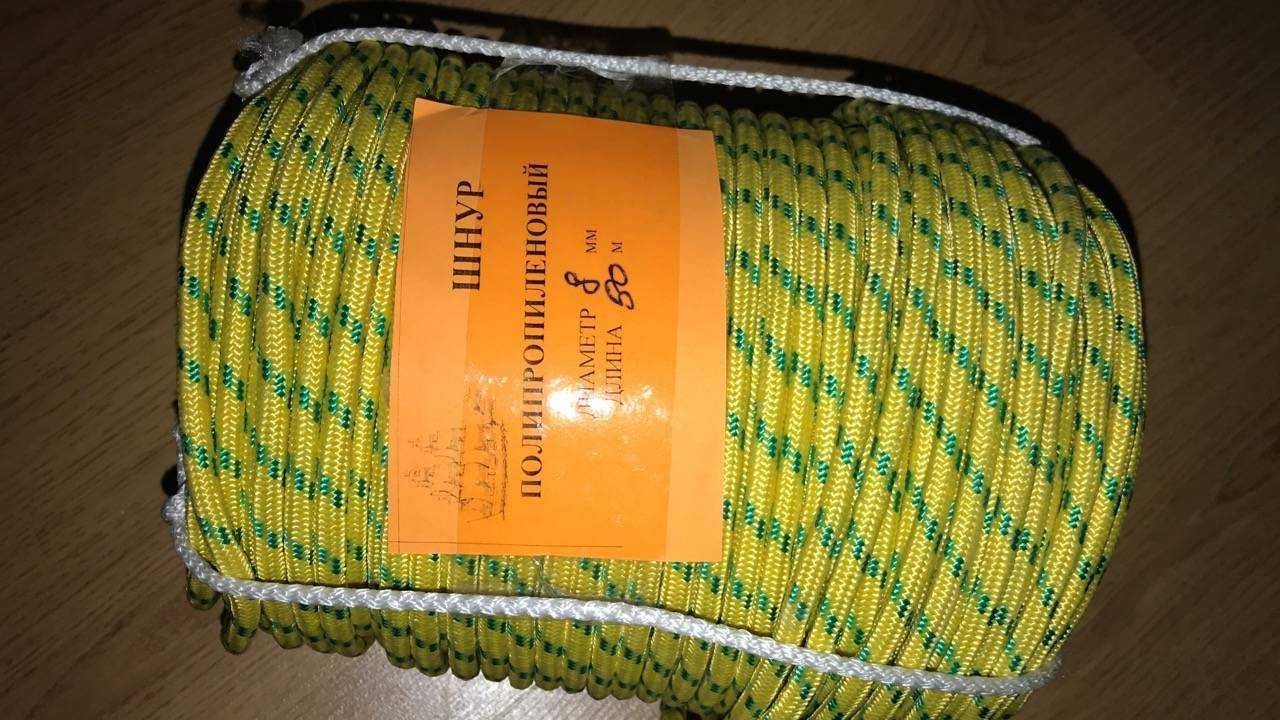 ШНУР
ПОЛИПРОПИЛЕНОВЫЙ
ДИАМЕТР 8 мм
ДЛИНА 50 м